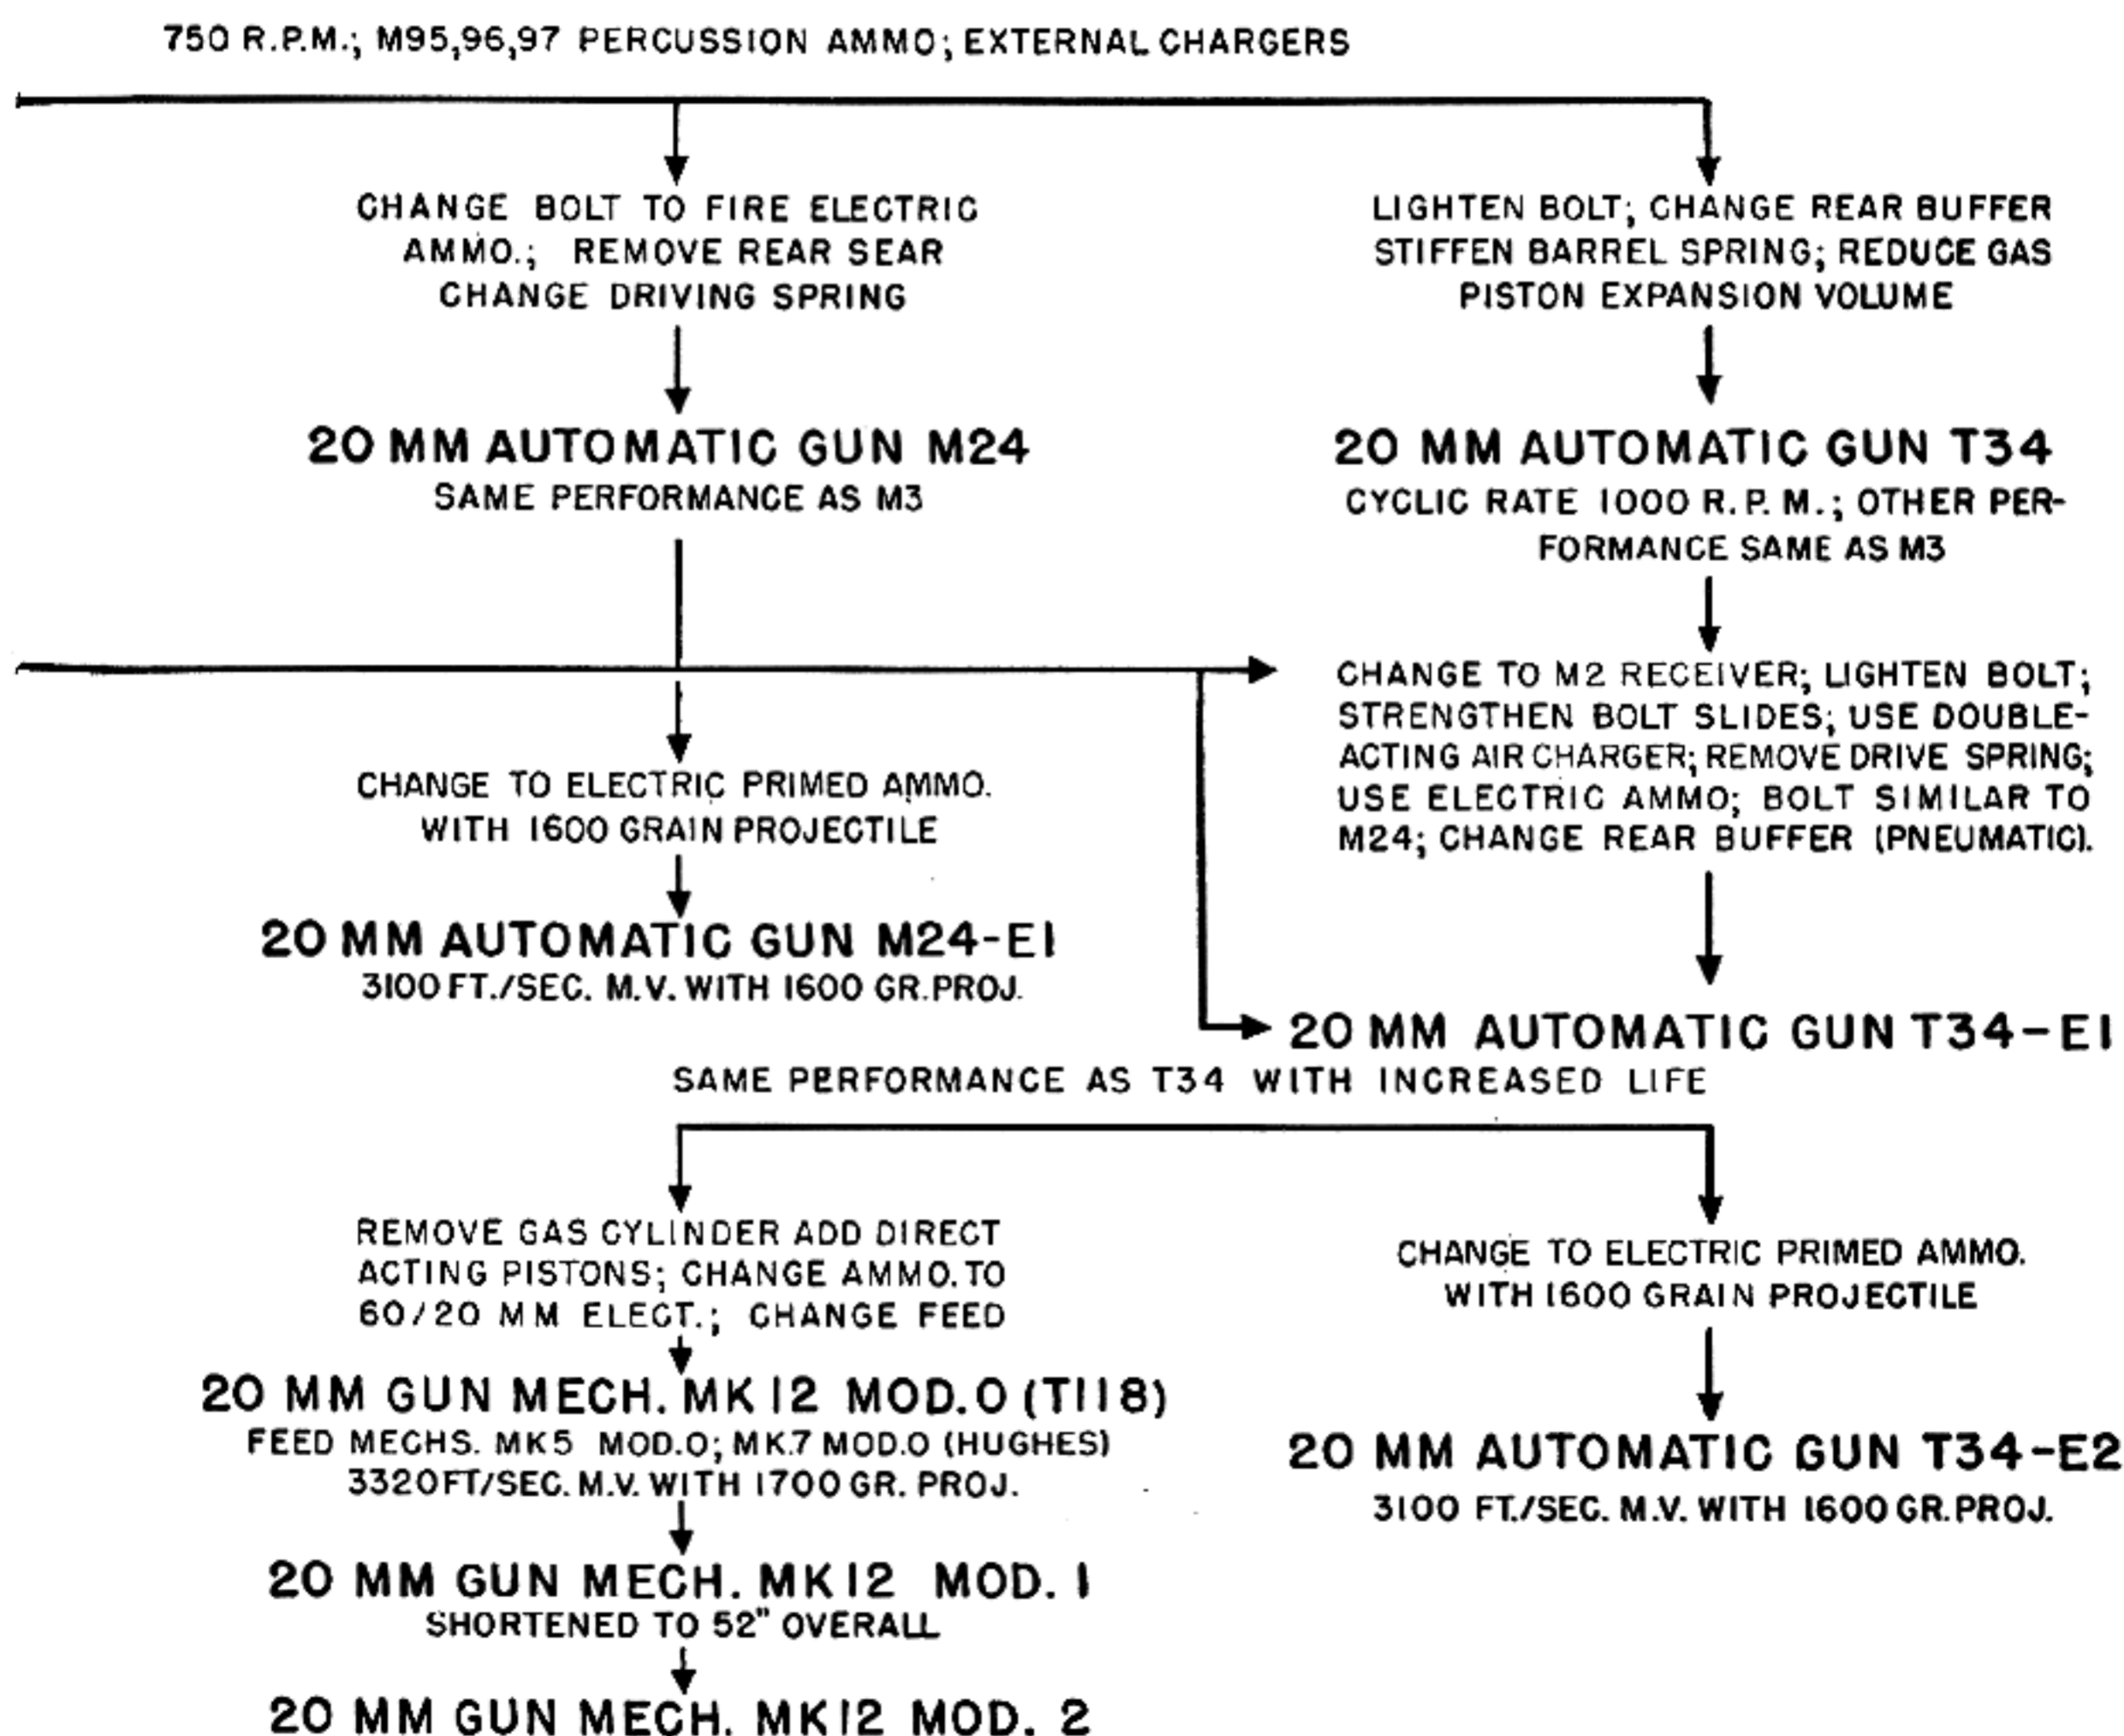 750 R.P.M.; M95,96,97 PERCUSSION AMMO; EXTERNAL CHARGERS
CHANGE BOLT TO FIRE ELECTRIC
AMMO.; REMOVE REAR SEAR
CHANGE DRIVING SPRING
LIGHTEN BOLT; CHANGE REAR BUFFER
STIFFEN BARREL SPRING; REDUCE GAS
PISTON EXPANSION VOLUME
20 MM AUTOMATIC GUN M24
SAME PERFORMANCE AS M3
20 MM AUTOMATIC GUN T34
CYCLIC RATE 1000 R.P.M.; OTHER PER-
FORMANCE SAME AS M3
CHANGE TO M2 RECEIVER; LIGHTEN BOLT;
STRENGTHEN BOLT SLIDES; USE DOUBLE-
ACTING AIR CHARGER; REMOVE DRIVE SPRING;
USE ELECTRIC AMMO; BOLT SIMILAR TO
M24; CHANGE REAR BUFFER (PNEUMATIC).
CHANGE TO ELECTRIC PRIMED AMMO.
WITH 1600 GRAIN PROJECTILE
20 MM AUTOMATIC GUN M24-E1
3100 FT./SEC. M.V. WITH 1600 GR. PROJ.
20 MM AUTOMATIC GUN T34-E1
SAME PERFORMANCE AS T34 WITH INCREASED LIFE
REMOVE GAS CYLINDER ADD DIRECT
ACTING PISTONS; CHANGE AMMO. TO
60/20 MM ELECT.; CHANGE FEED
CHANGE TO ELECTRIC PRIMED AMMO.
WITH 1600 GRAIN PROJECTILE
20 MM GUN MECH. MK12 MOD.0 (T118)
FEED MECHS. MK5 MOD.0; MK.7 MOD.0 (HUGHES)
3320 FT/SEC. M.V. WITH 1700 GR. PROJ.
20 MM AUTOMATIC GUN T34-E2
3100 FT./SEC. M.V. WITH 1600 GR. PROJ.
20 MM GUN MECH. MK12 MOD. 1
SHORTENED TO 52" OVERALL
20 MM GUN MECH. MK12 MOD. 2